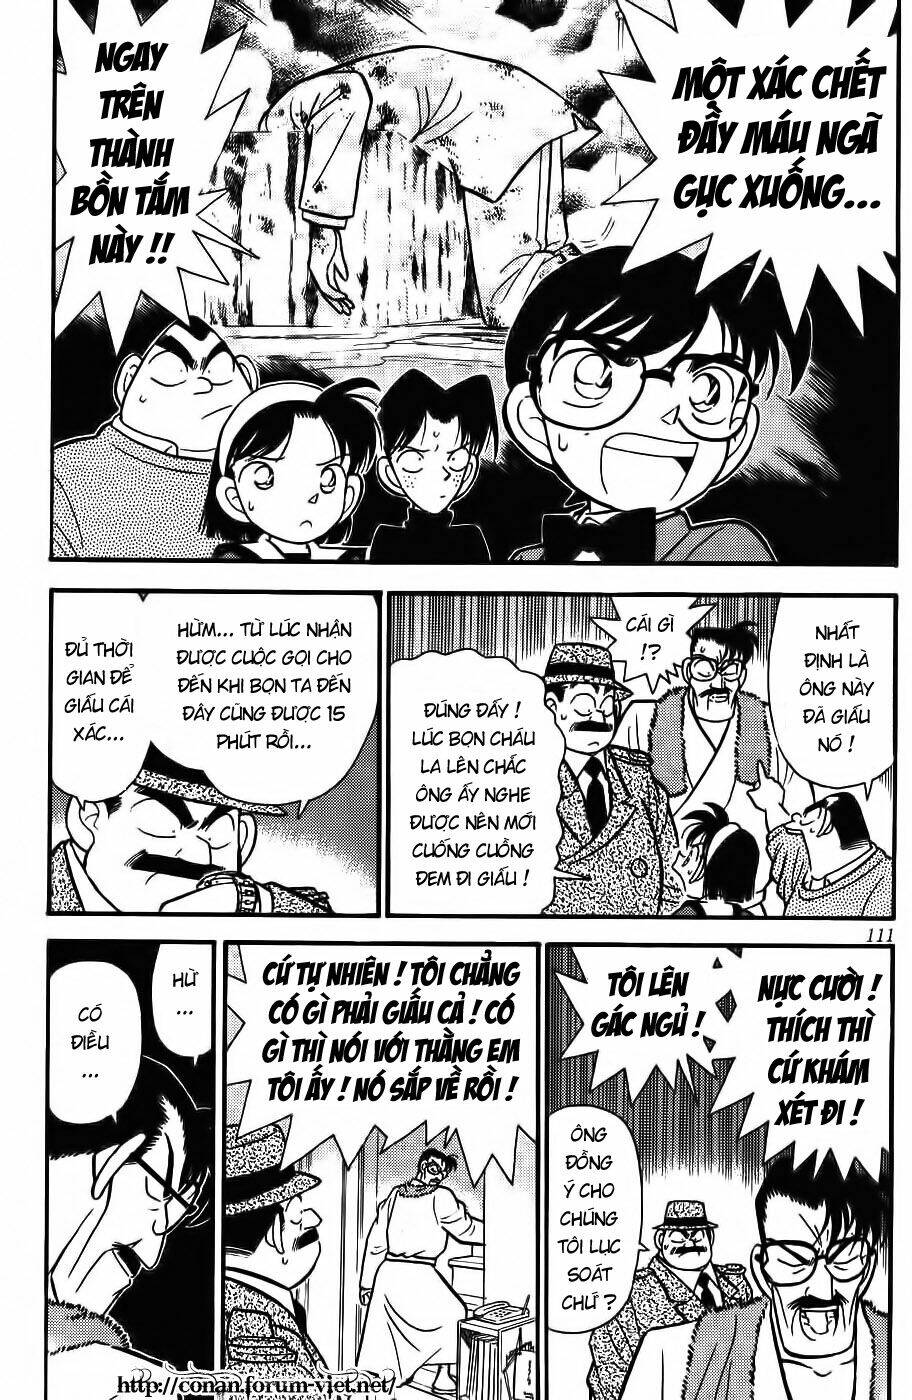 MỘT XÁC CHẾT
ĐẦY MÁU NGÃ
GỤC XUỐNG...
NGAY
TRÊN
THÀNH
BỒN TẮM
NÀY !!
NHẤT
ĐỊNH LÀ
ÔNG NÀY
ĐÃ GIẤU
NÓ !
CÁI GÌ
!?
ĐÚNG ĐẤY !
LÚC BỌN CHÁU
LA LÊN CHẮC
ÔNG ẤY NGHE
ĐƯỢC NÊN MỚI
CUỐNG CUỒNG
ĐEM ĐI GIẤU !
HỪM... TỪ LÚC NHẬN
ĐƯỢC CUỘC GỌI CHO
ĐẾN KHI BỌN TA ĐẾN
ĐÂY CŨNG ĐƯỢC 15
PHÚT RỒI...
ĐỦ THỜI
GIAN ĐỂ
GIẤU CÁI
XÁC...
111
NỰC CƯỜI !
THÍCH THÌ
CỨ KHÁM
XÉT ĐI !
TÔI LÊN
GÁC NGỦ !
ÔNG
ĐỒNG
Ý CHO
CHÚNG
TÔI LỤC
SOÁT
CHỨ ?
CỨ TỰ NHIÊN ! TÔI CHẲNG
CÓ GÌ PHẢI GIẤU CẢ ! CÓ
GÌ THÌ NÓI VỚI THẰNG EM
TÔI ẤY ! NÓ SẮP VỀ RỒI !
HỪ
...
CÓ
ĐIỀU
...
http://conan.forum-viet.net/